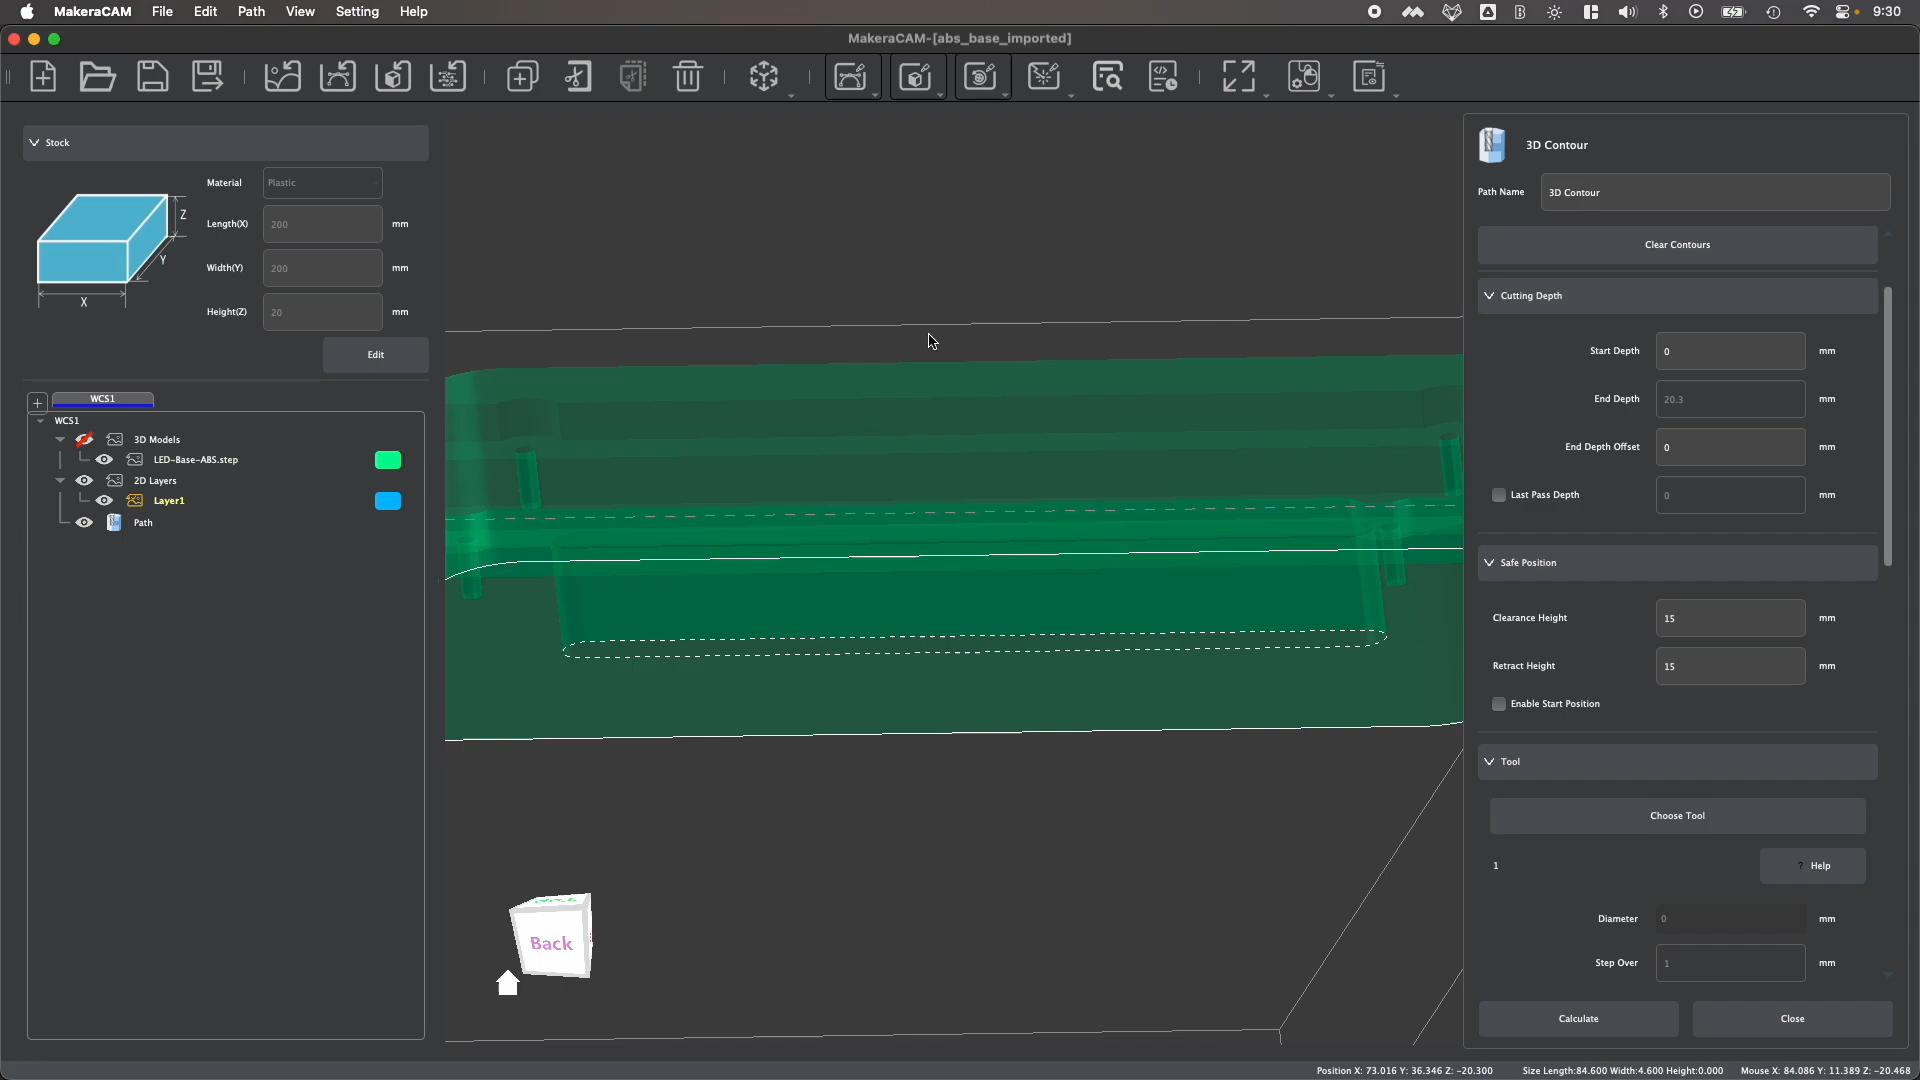 MakeraCAM File Edit Path View Setting Help 9:30
MakeraCAM-[abs_base_imported]
Stock
Material Plastic
Length(X) 200 mm
Width(Y) 200 mm
Height(Z) 20 mm
Z
Y
X
Edit
+ WCS1
WCS1
3D Models
LED-Base-ABS.step
2D Layers
Layer1
Path
Back
3D Contour
Path Name 3D Contour
Clear Contours
Cutting Depth
Start Depth 0 mm
End Depth 20.3 mm
End Depth Offset 0 mm
Last Pass Depth 0 mm
Safe Position
Clearance Height 15 mm
Retract Height 15 mm
Enable Start Position
Tool
Choose Tool
1 ? Help
Diameter 0 mm
Step Over 1 mm
Calculate Close
Position X: 73.016 Y: 36.346 Z: -20.300 Size Length:84.600 Width:4.600 Height:0.000 Mouse X: 84.086 Y: 11.389 Z: -20.468